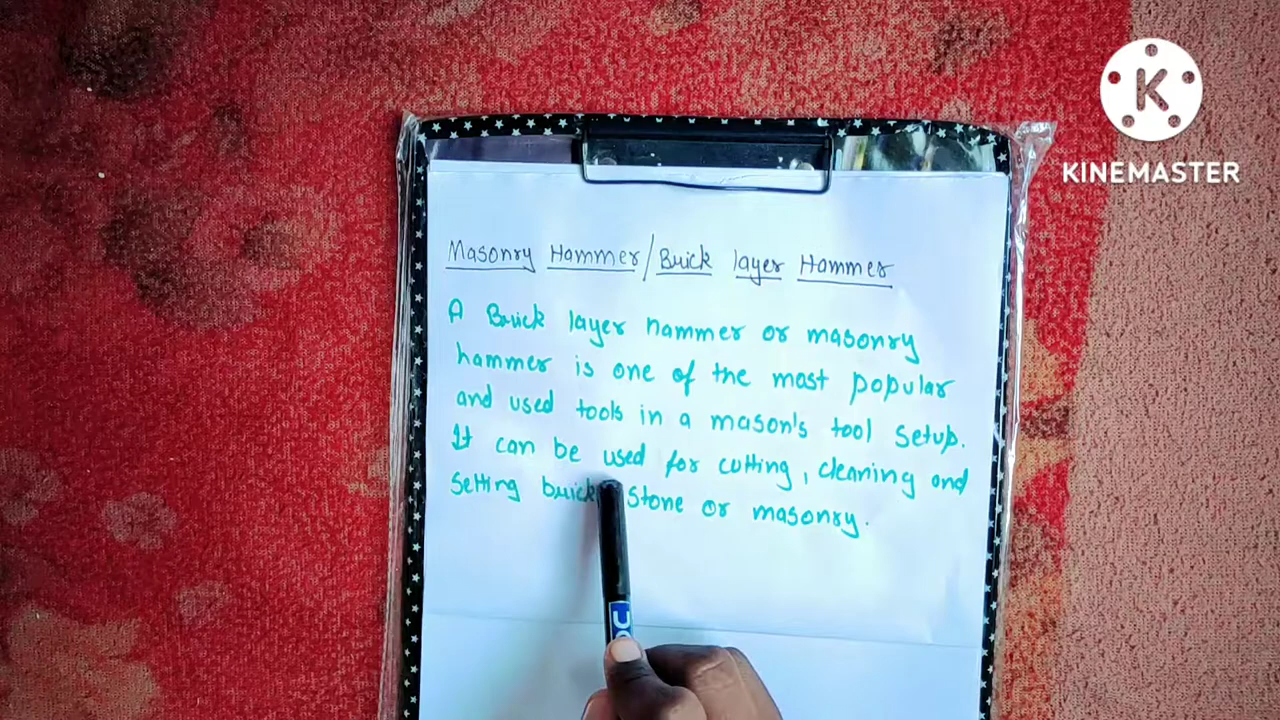 KINEMASTER
Masonry Hammer/Brick layer Hammer
A Brick layer hammer or masonry
hammer is one of the most popular
and used tools in a mason's tool setup.
It can be used for cutting, cleaning and
setting brick stone or masonry.